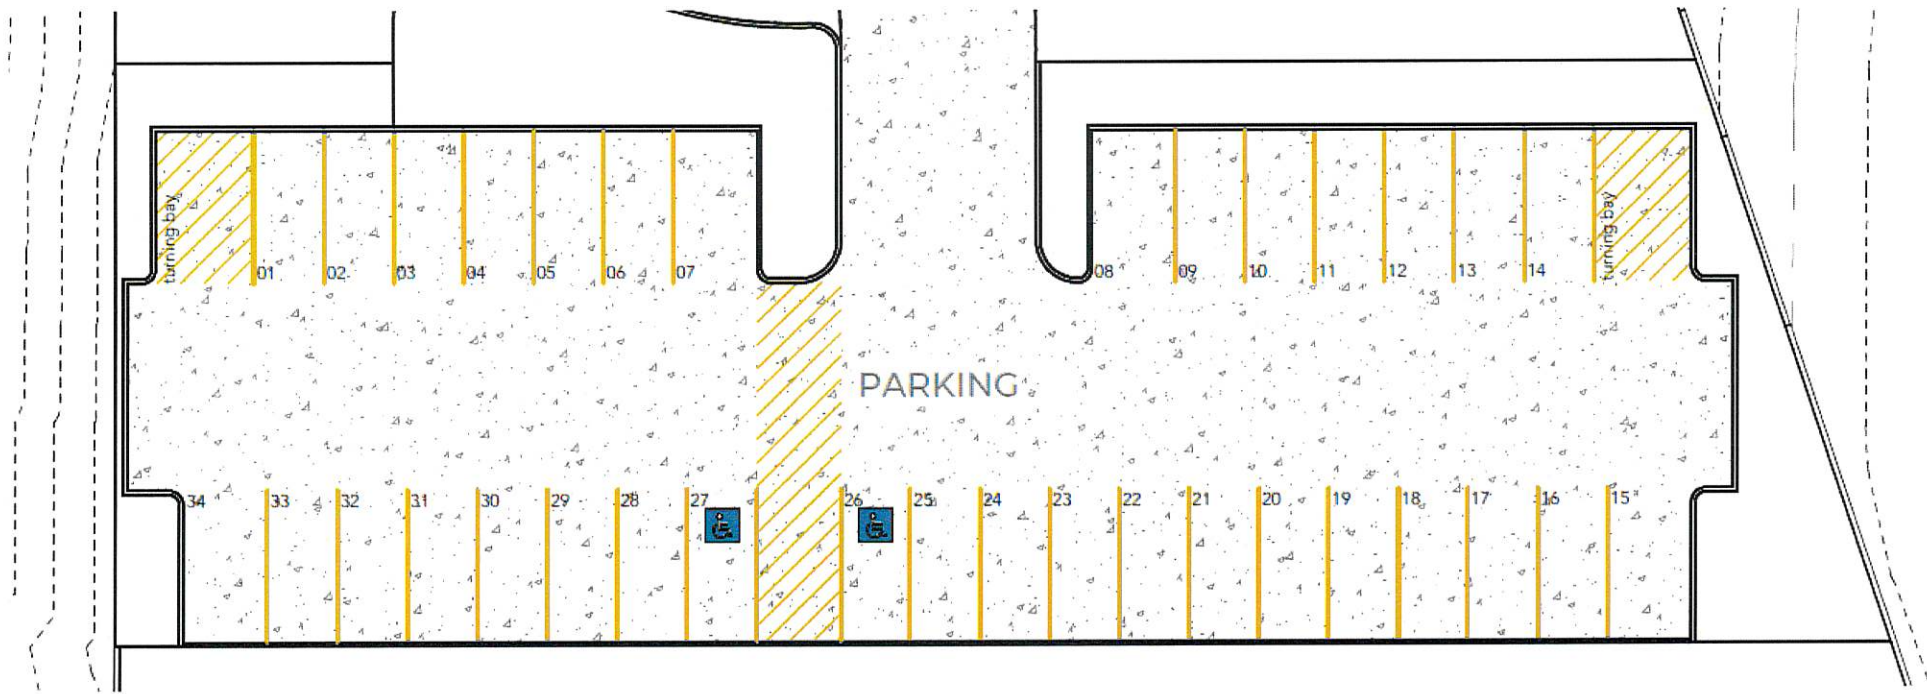 turning bay
01 02 03 04 05 06 07
08 09 10 11 12 13 14
turning bay
PARKING
34 33 32 31 30 29 28 27
26 25 24 23 22 21 20 19 18 17 16 15